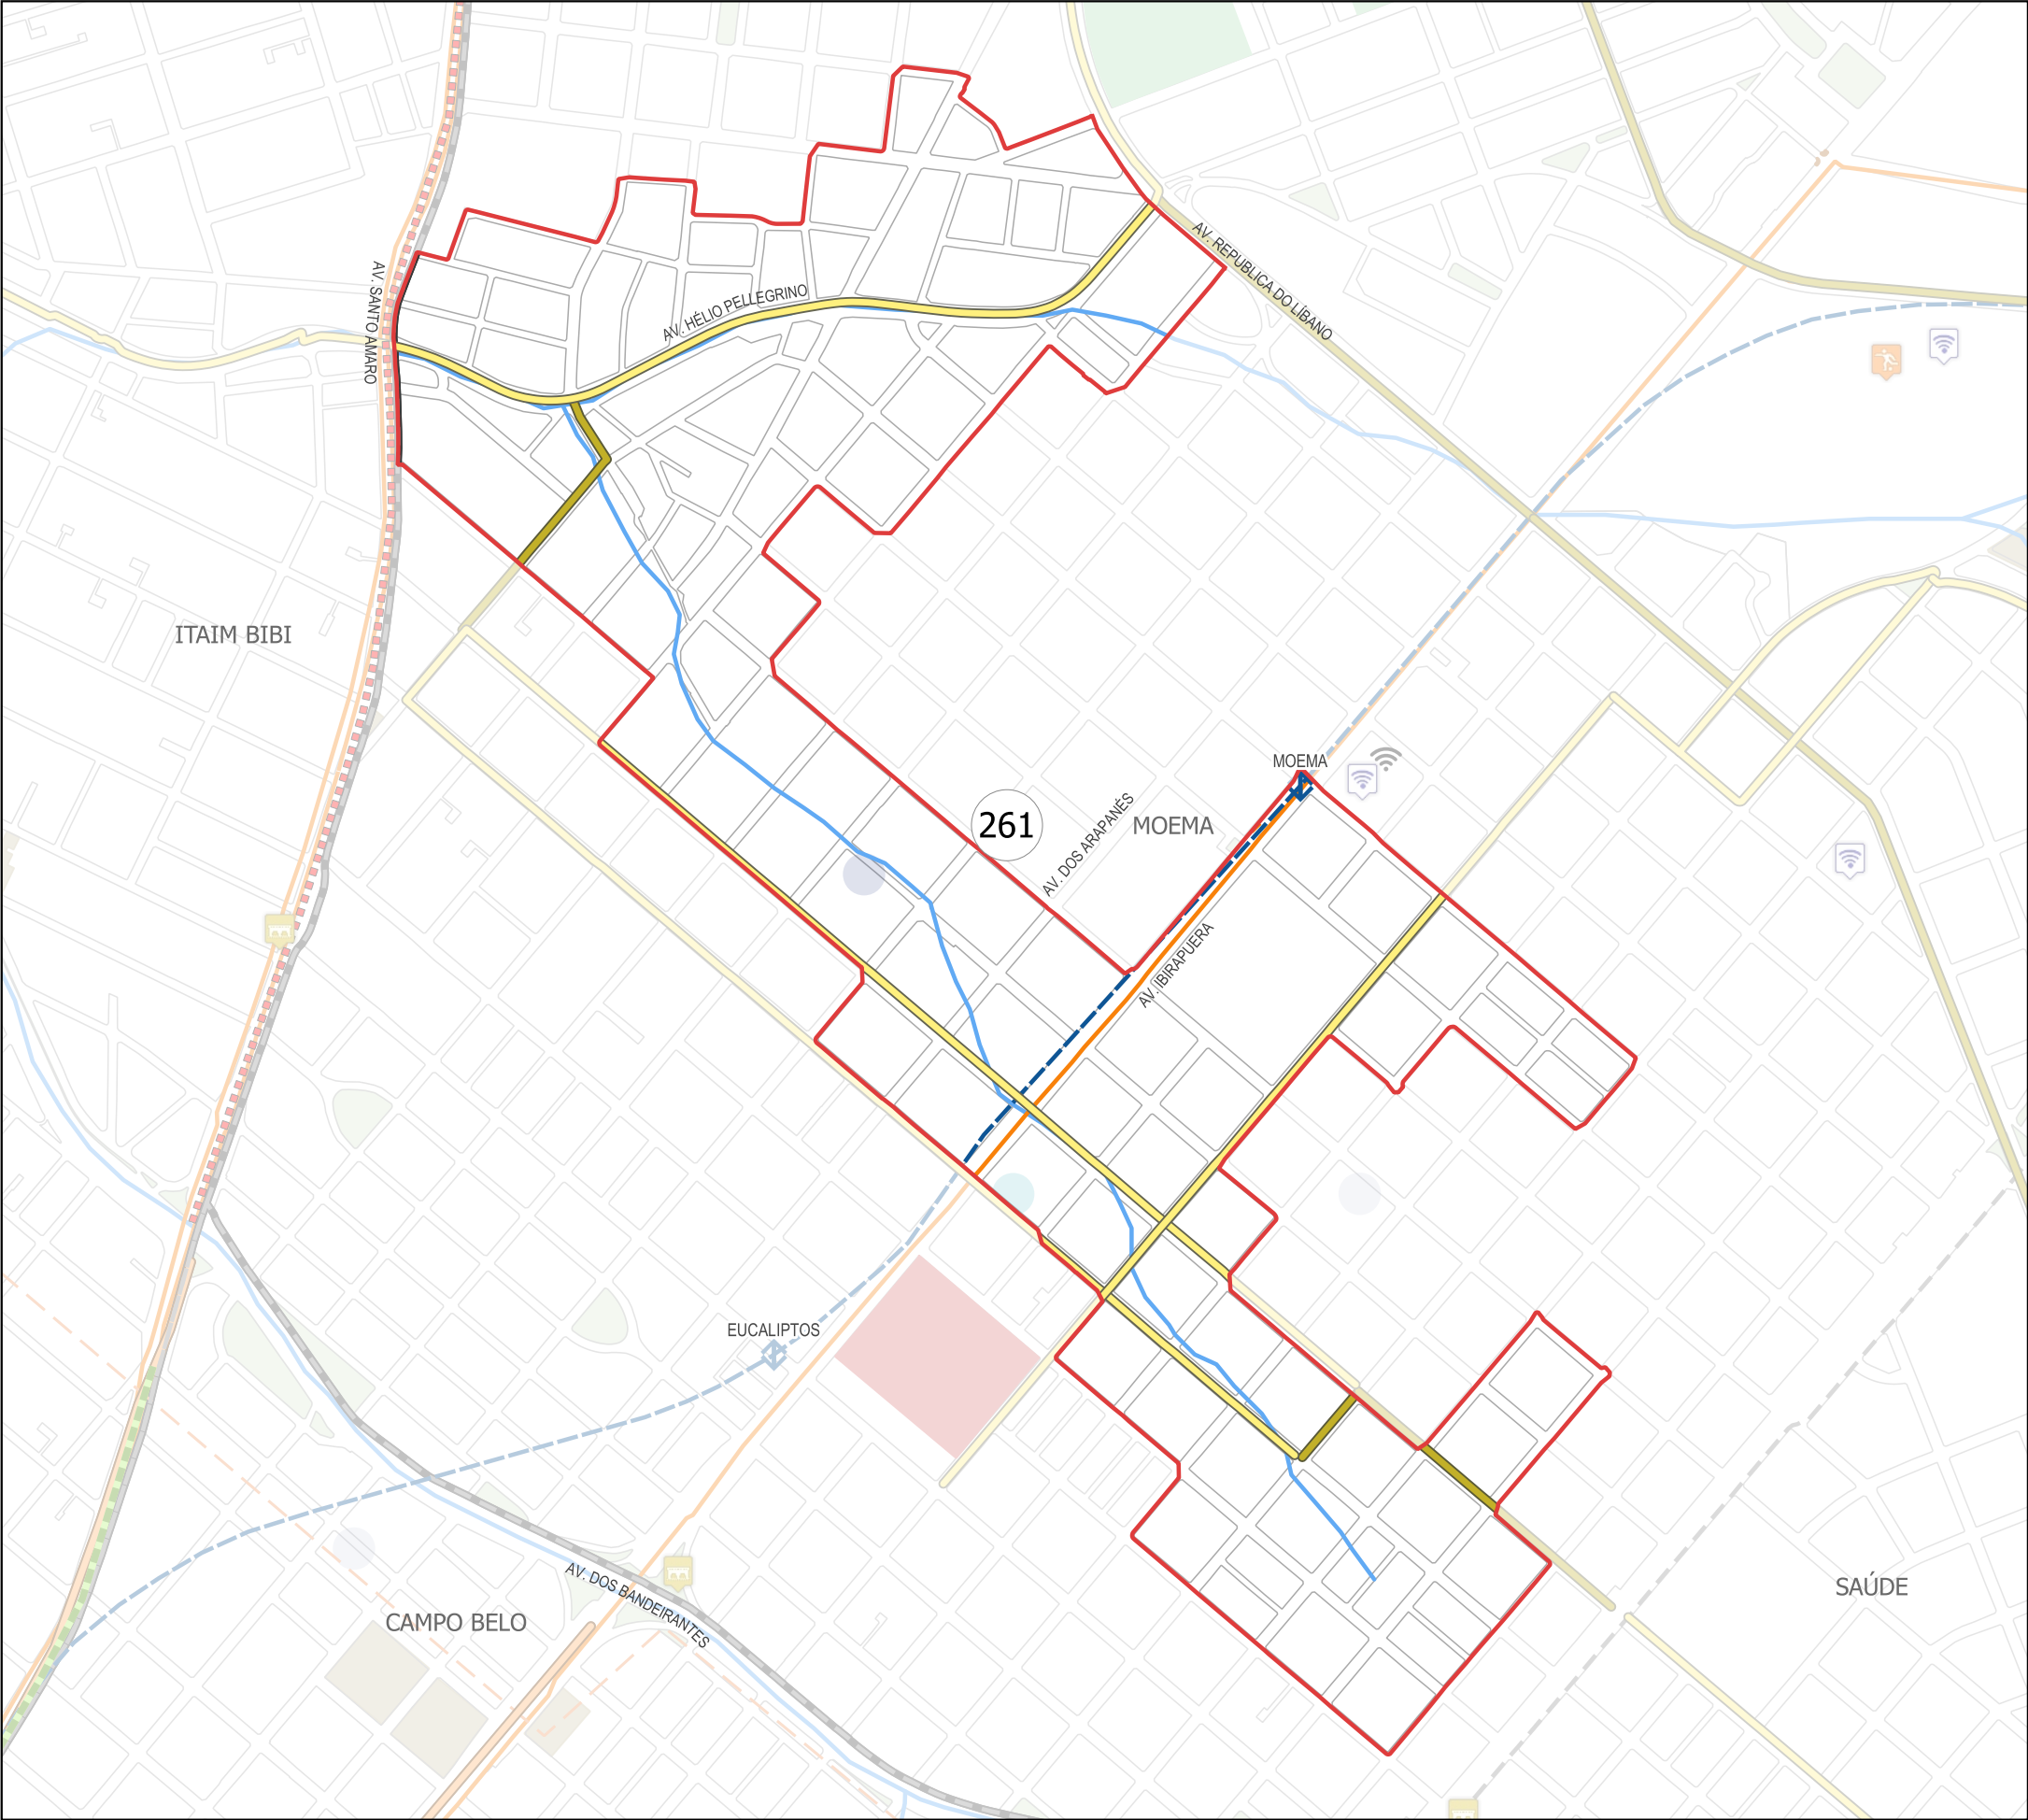 AV. REPUBLICA DO LÍBANO
AV. SANTO AMARO
AV. HÉLIO PELLEGRINO
ITAIM BIBI
MOEMA
261
AV. DOS ARAPANÉS
MOEMA
AV. IBIRAPUERA
EUCALIPTOS
AV. DOS BANDEIRANTES
SAÚDE
CAMPO BELO